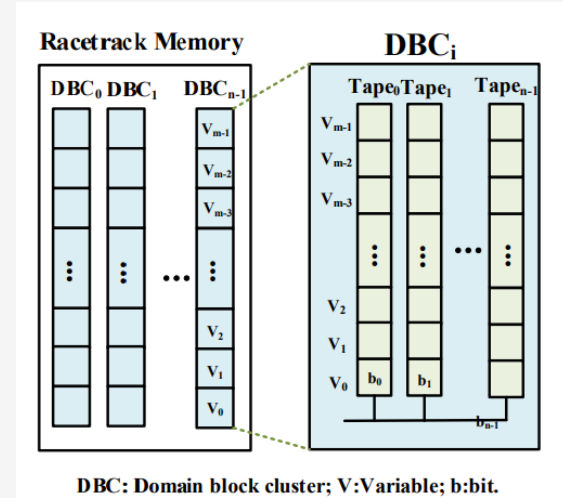 Racetrack Memory
DBC₀ DBC₁ DBCₙ₋₁
Vₘ₋₁
Vₘ₋₂
Vₘ₋₃
V₂
V₁
V₀
DBCᵢ
Tape₀ Tape₁ Tapeₙ₋₁
Vₘ₋₁
Vₘ₋₂
Vₘ₋₃
V₂
V₁
V₀ b₀ b₁
bₙ₋₁
DBC: Domain block cluster; V:Variable; b:bit.